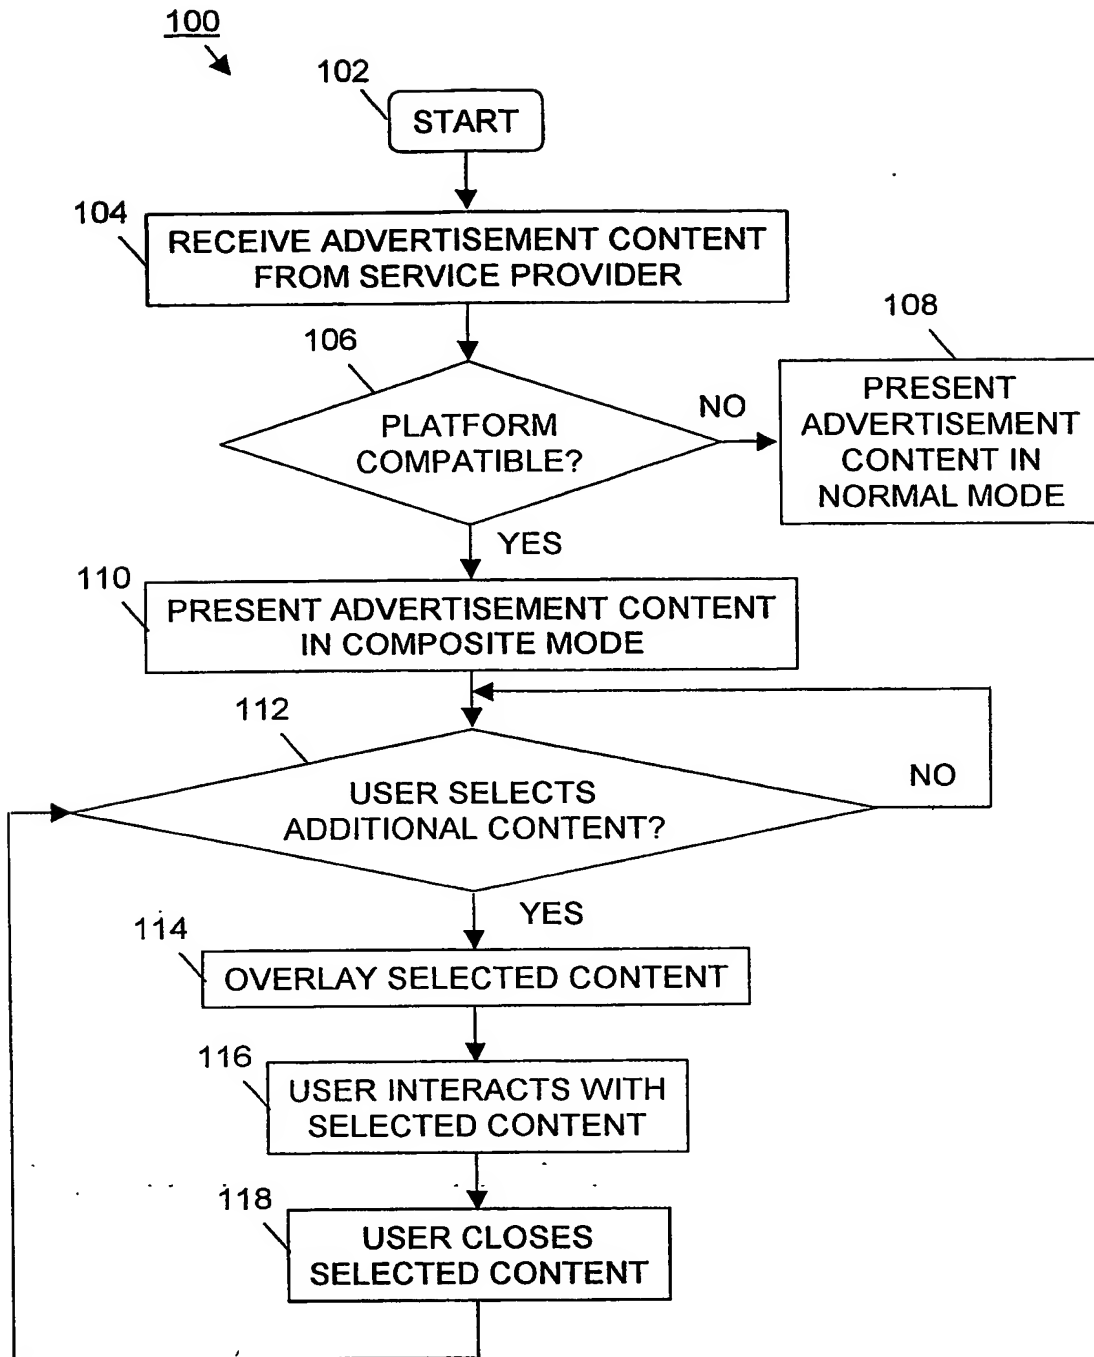 100
102
START
104
RECEIVE ADVERTISEMENT CONTENT
FROM SERVICE PROVIDER
106
PLATFORM
COMPATIBLE?
NO
108
PRESENT
ADVERTISEMENT
CONTENT IN
NORMAL MODE
YES
110
PRESENT ADVERTISEMENT CONTENT
IN COMPOSITE MODE
112
USER SELECTS
ADDITIONAL CONTENT?
NO
YES
114
OVERLAY SELECTED CONTENT
116
USER INTERACTS WITH
SELECTED CONTENT
118
USER CLOSES
SELECTED CONTENT